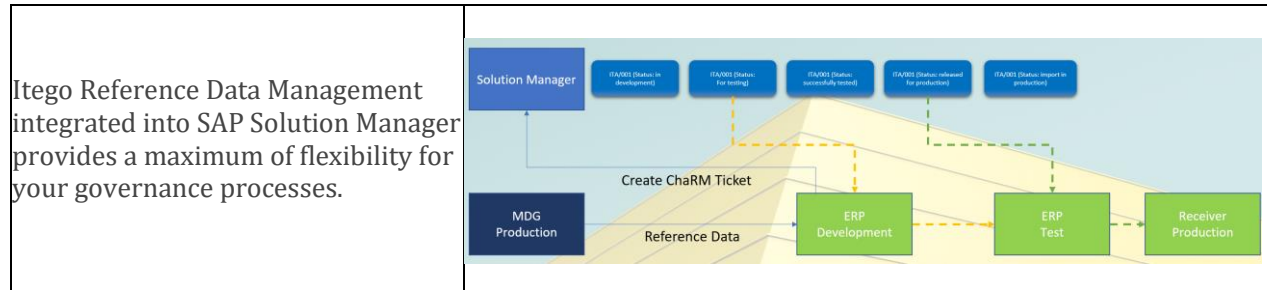 Itego Reference Data Management
integrated into SAP Solution Manager
provides a maximum of flexibility for
your governance processes.
Solution Manager
ITA/001 (Status: in
development)
ITA/001 (Status:
For testing)
ITA/001 (Status:
successfully tested)
ITA/001 (Status: released
for production)
ITA/001 (Status: import in
production)
Create ChaRM Ticket
MDG
Production
Reference Data
ERP
Development
ERP
Test
Receiver
Production